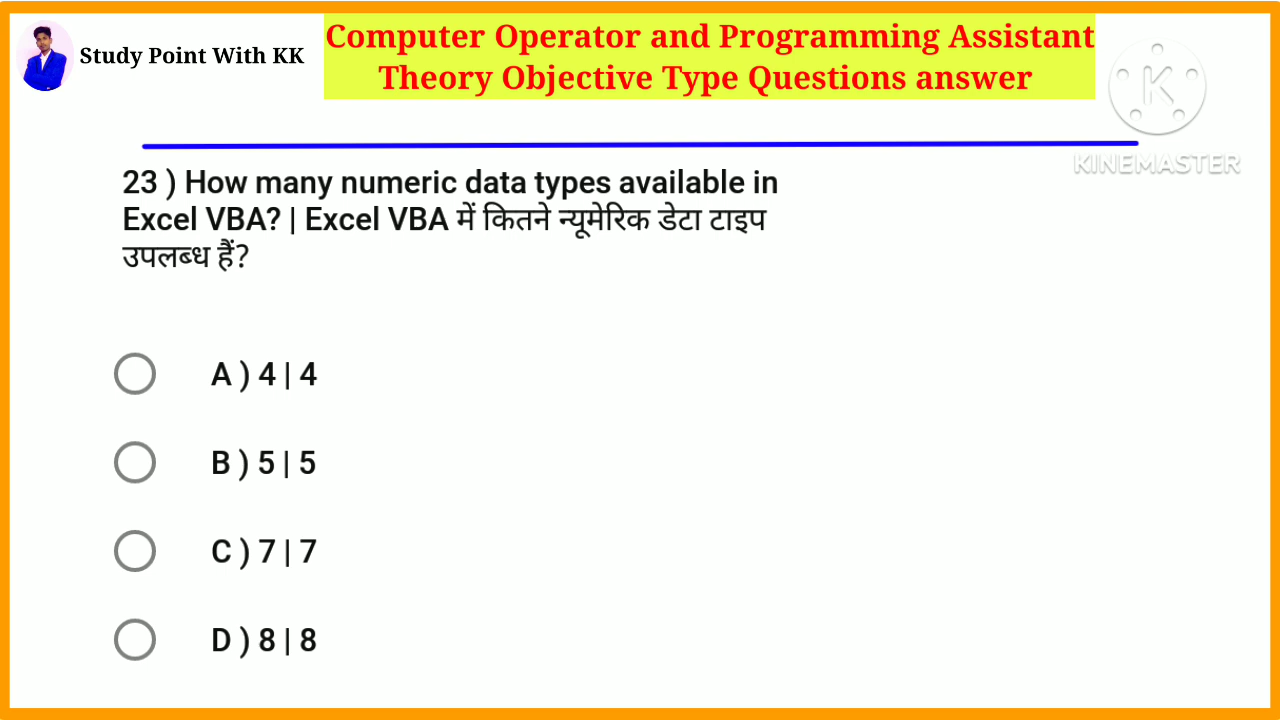 Study Point With KK
Computer Operator and Programming Assistant
Theory Objective Type Questions answer
K
KINEMASTER
23 ) How many numeric data types available in
Excel VBA? | Excel VBA में कितने न्यूमेरिक डेटा टाइप
उपलब्ध हैं?
A ) 4 | 4
B ) 5 | 5
C ) 7 | 7
D ) 8 | 8